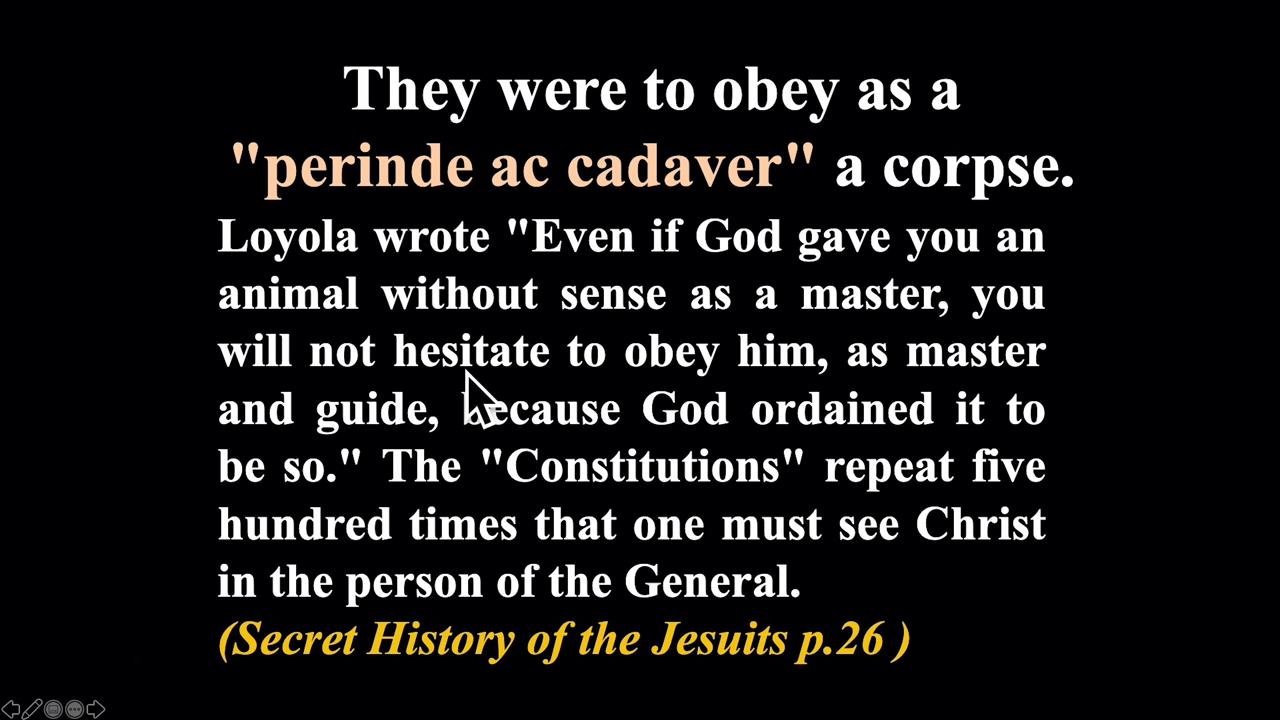 They were to obey as a
"perinde ac cadaver" a corpse.
Loyola wrote "Even if God gave you an
animal without sense as a master, you
will not hesitate to obey him, as master
and guide, because God ordained it to
be so." The "Constitutions" repeat five
hundred times that one must see Christ
in the person of the General.
(Secret History of the Jesuits p.26 )